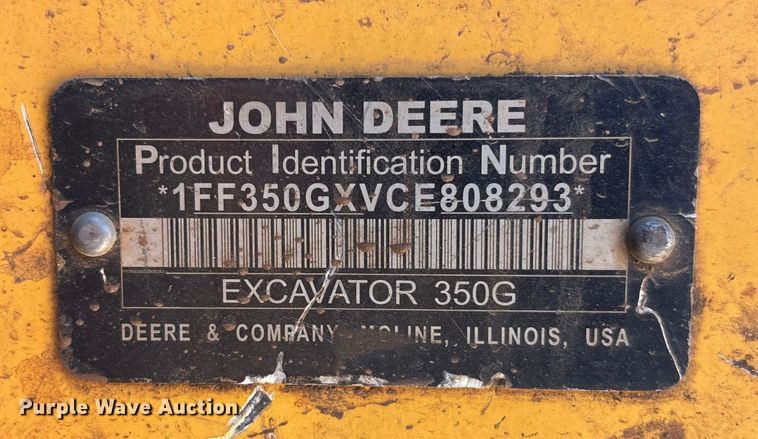 JOHN DEERE
Product Identification Number
*1FF350GXVCE808293*
EXCAVATOR 350G
DEERE & COMPANY MOLINE, ILLINOIS, USA
Purple Wave Auction